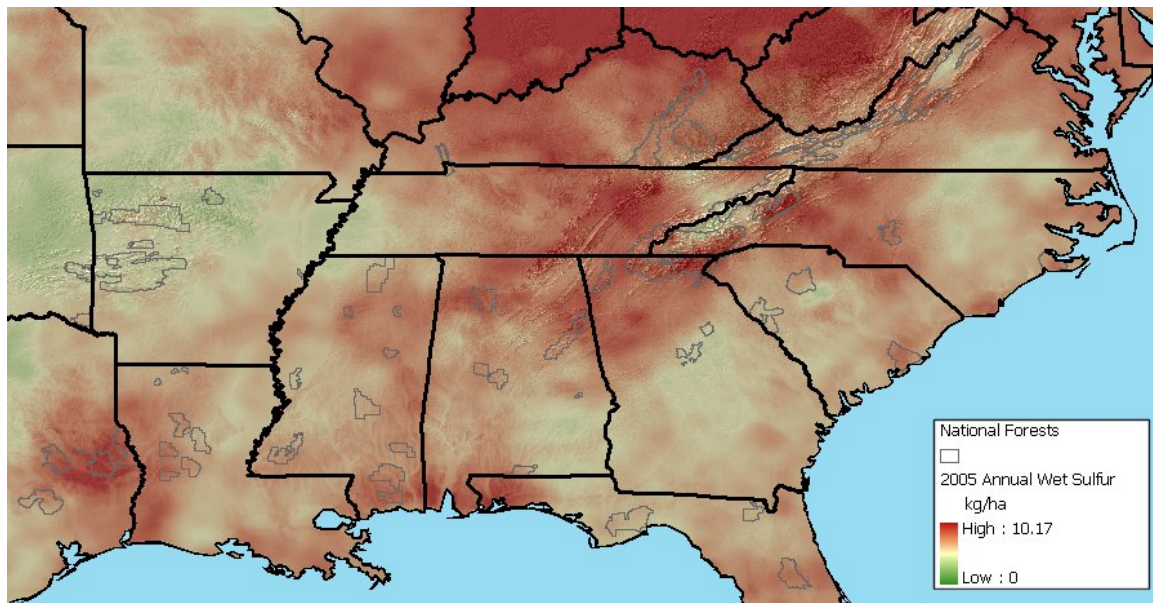 National Forests
2005 Annual Wet Sulfur
kg/ha
High : 10.17
Low : 0